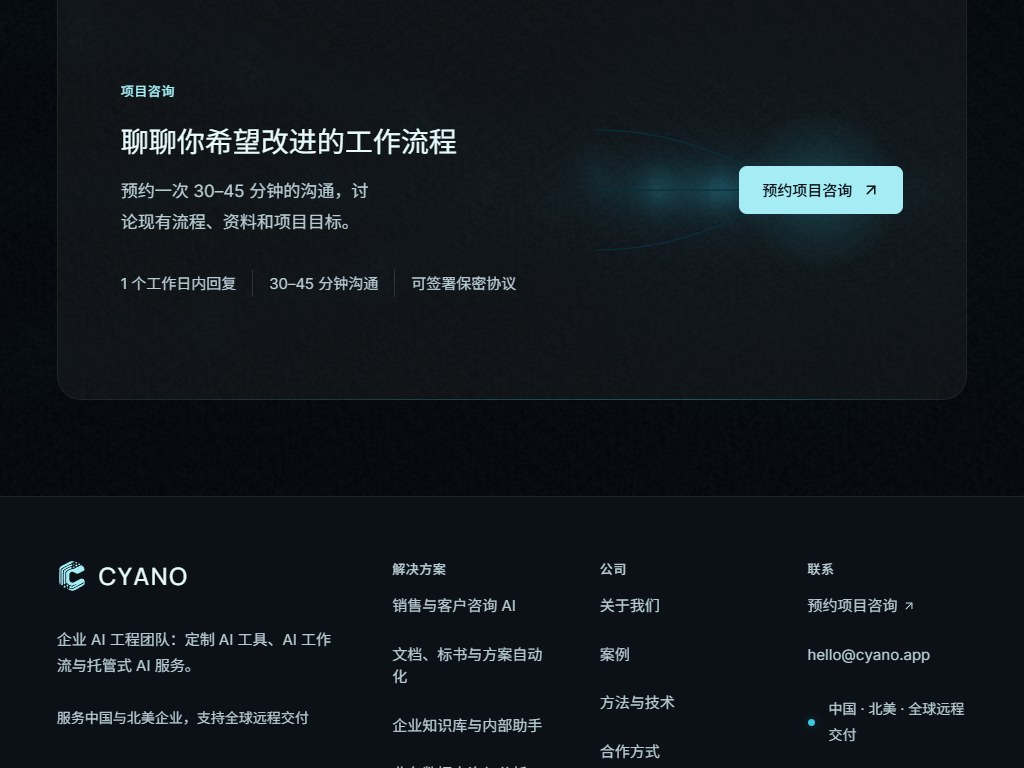 项目咨询
聊聊你希望改进的工作流程
预约一次 30–45 分钟的沟通，讨
论现有流程、资料和项目目标。
预约项目咨询
1 个工作日内回复
30–45 分钟沟通
可签署保密协议
CYANO
企业 AI 工程团队：定制 AI 工具、AI 工作
流与托管式 AI 服务。
服务中国与北美企业，支持全球远程交付
解决方案
销售与客户咨询 AI
文档、标书与方案自动
化
企业知识库与内部助手
公司
关于我们
案例
方法与技术
合作方式
联系
预约项目咨询
hello@cyano.app
中国 · 北美 · 全球远程
交付